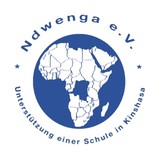 Ndwenga e.V.
Unterstützung einer Schule in Kinshasa